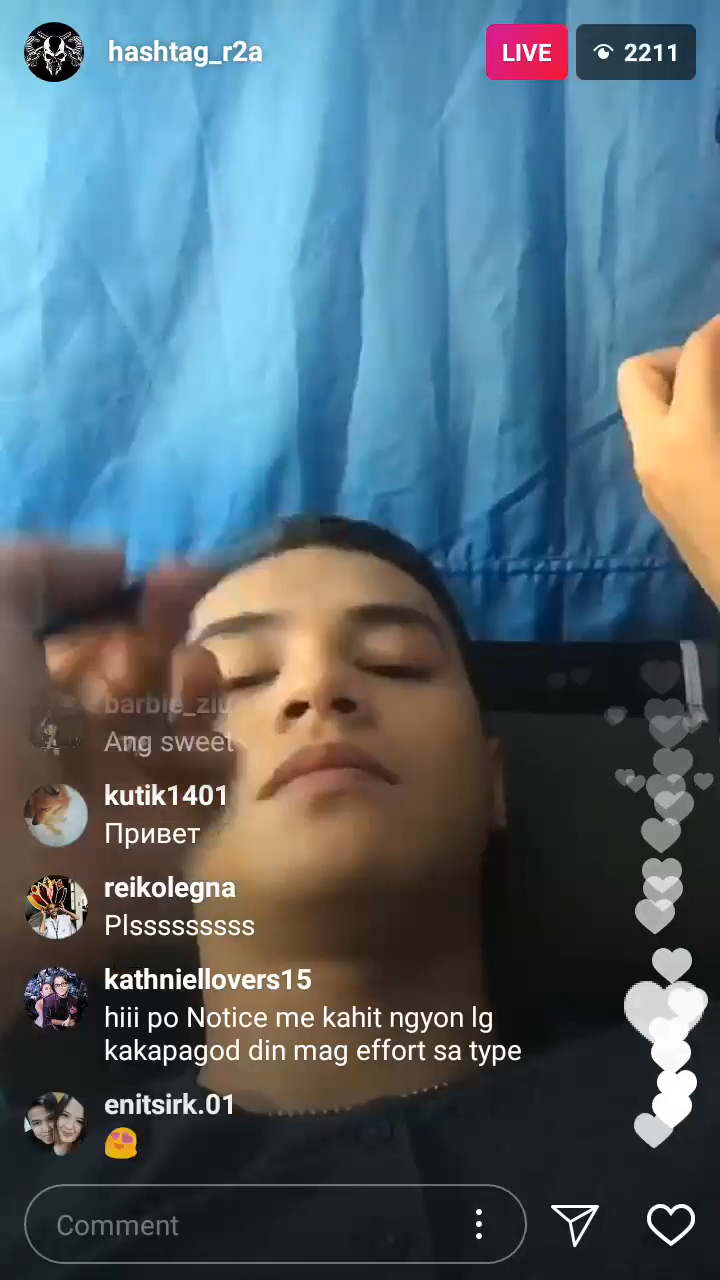 hashtag_r2a
LIVE
2211
Ang sweet
kutik1401
Привет
reikolegna
Plsssssssss
kathniellovers15
hiii po Notice me kahit ngyon lg
kakapagod din mag effort sa type
enitsirk.01
😍
Comment